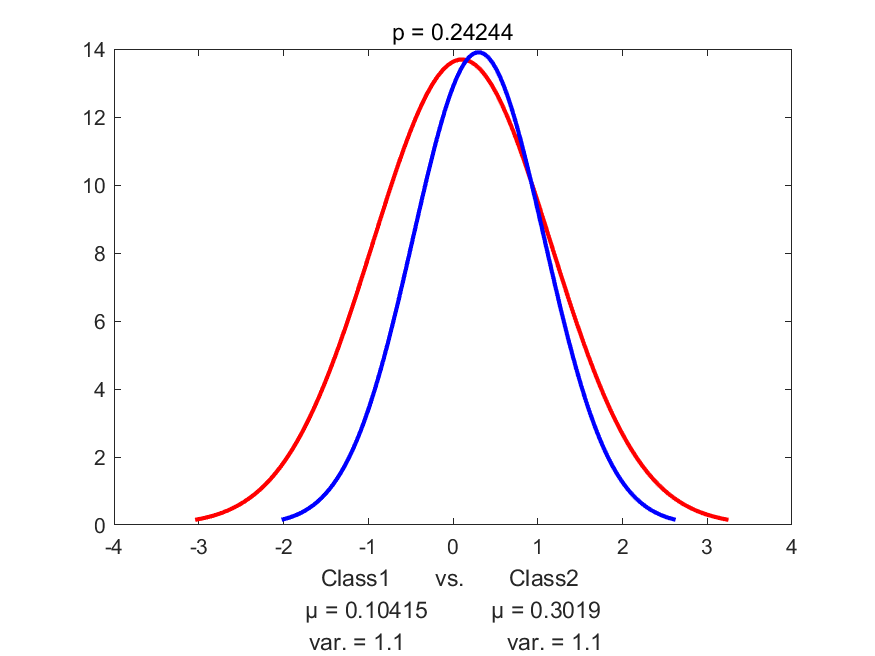 p = 0.24244
14
12
10
8
6
4
2
0
-4 -3 -2 -1 0 1 2 3 4
Class1 vs. Class2
µ = 0.10415 µ = 0.3019
var. = 1.1 var. = 1.1